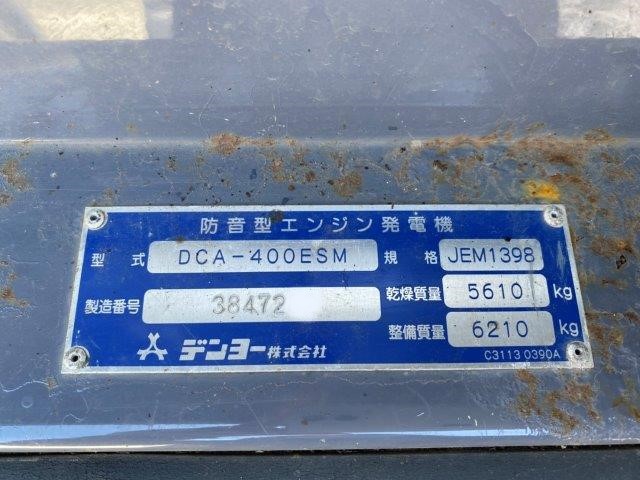 防音型エンジン発電機
型式 DCA-400ESM 規格 JEM1398
製造番号 38472 乾燥質量 5610 kg
整備質量 6210 kg
デンヨー株式会社
C3113 0390A